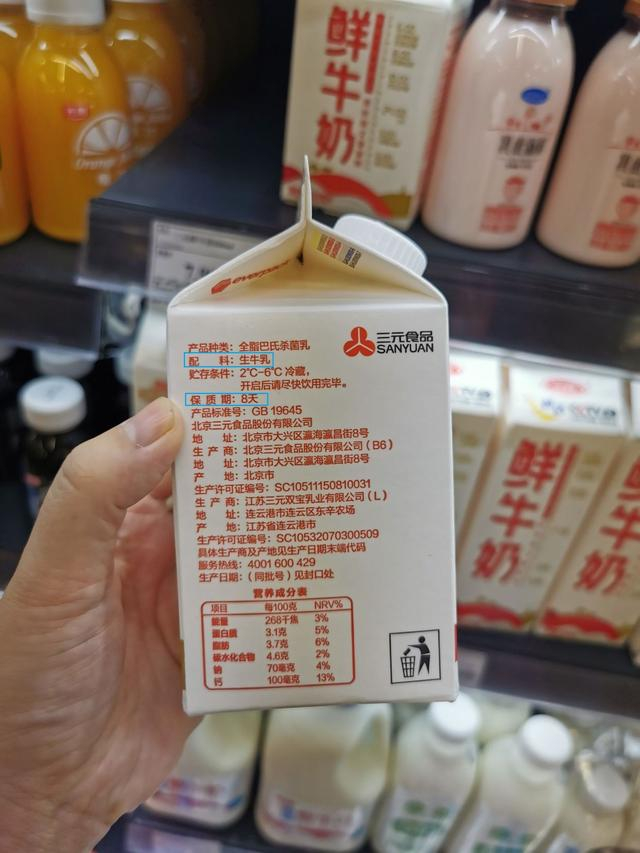 鲜牛奶
Orange
everpack
三元食品
SANYUAN
产品种类：全脂巴氏杀菌乳
配　　料：生牛乳
贮存条件：2℃-6℃ 冷藏，
开启后请尽快饮用完毕。
保 质 期：8天
产品标准号：GB 19645
北京三元食品股份有限公司
地　　址：北京市大兴区瀛海瀛昌街8号
生 产 商：北京三元食品股份有限公司（B6）
地　　址：北京市大兴区瀛海瀛昌街8号
产　　地：北京市
生产许可证编号：SC10511150810031
生 产 商：江苏三元双宝乳业有限公司（L）
地　　址：连云港市连云区东辛农场
产　　地：江苏省连云港市
生产许可证编号：SC10532070300509
具体生产商及产地见生产日期末端代码
服务热线：4001 600 429
生产日期：（同批号）见封口处
营养成分表
项目 每100克 NRV%
能量 268千焦 3%
蛋白质 3.1克 5%
脂肪 3.7克 6%
碳水化合物 4.6克 2%
钠 70毫克 4%
钙 100毫克 13%
鲜牛奶
鲜牛奶